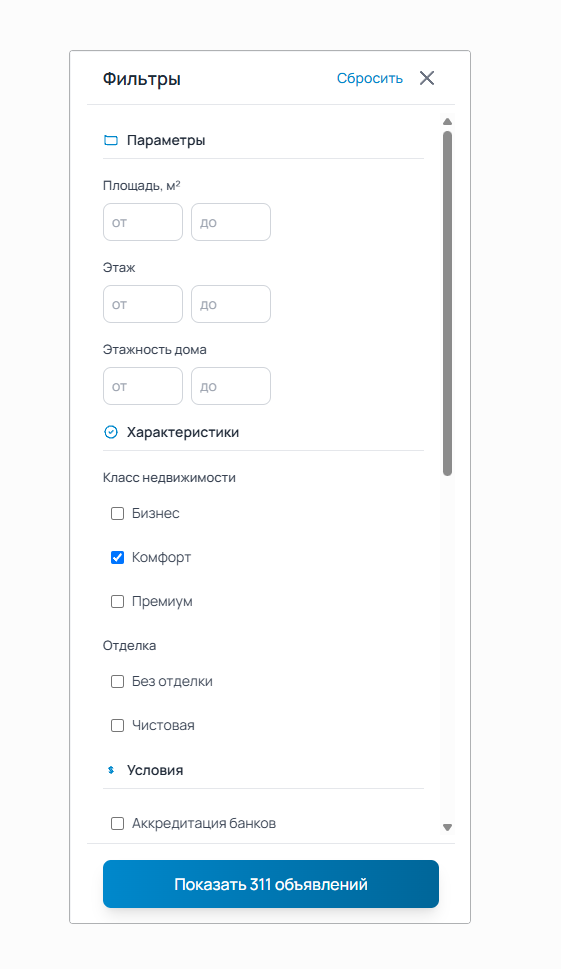 Фильтры Сбросить
Параметры
Площадь, м²
от до
Этаж
от до
Этажность дома
от до
Характеристики
Класс недвижимости
Бизнес
Комфорт
Премиум
Отделка
Без отделки
Чистовая
Условия
Аккредитация банков
Показать 311 объявлений